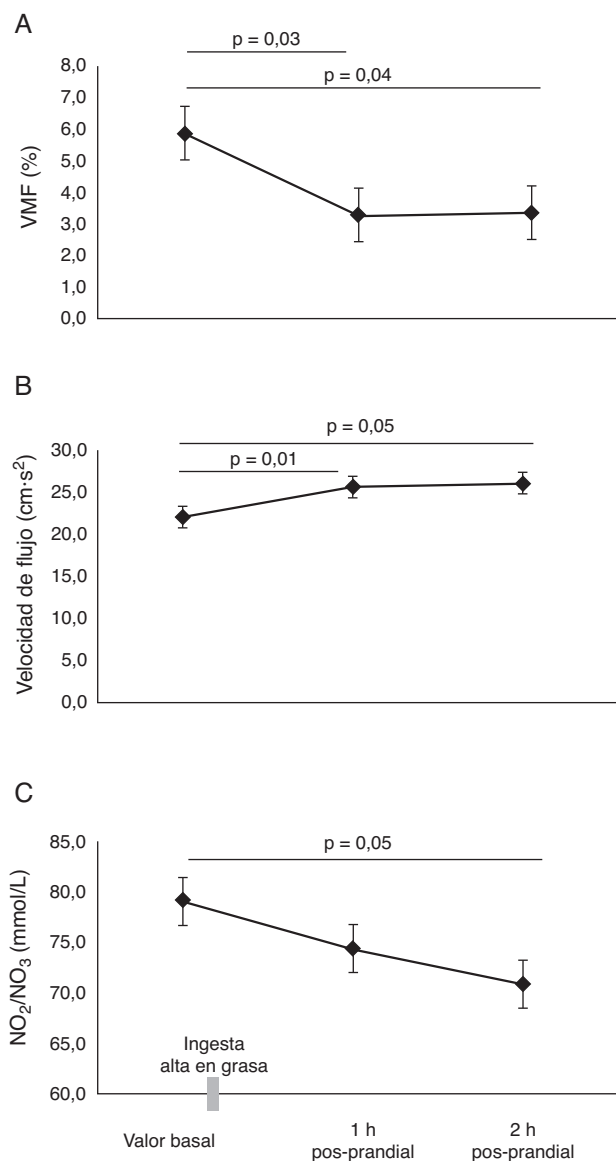 A
p = 0,03
p = 0,04
8,0
7,0
6,0
5,0
4,0
3,0
2,0
1,0
0,0
VMF (%)
B
p = 0,05
p = 0,01
30,0
25,0
20,0
15,0
10,0
5,0
0,0
Velocidad de flujo (cm·s²)
C
p = 0,05
85,0
80,0
75,0
70,0
65,0
60,0
NO₂/NO₃ (mmol/L)
Ingesta
alta en grasa
Valor basal
1 h
pos-prandial
2 h
pos-prandial